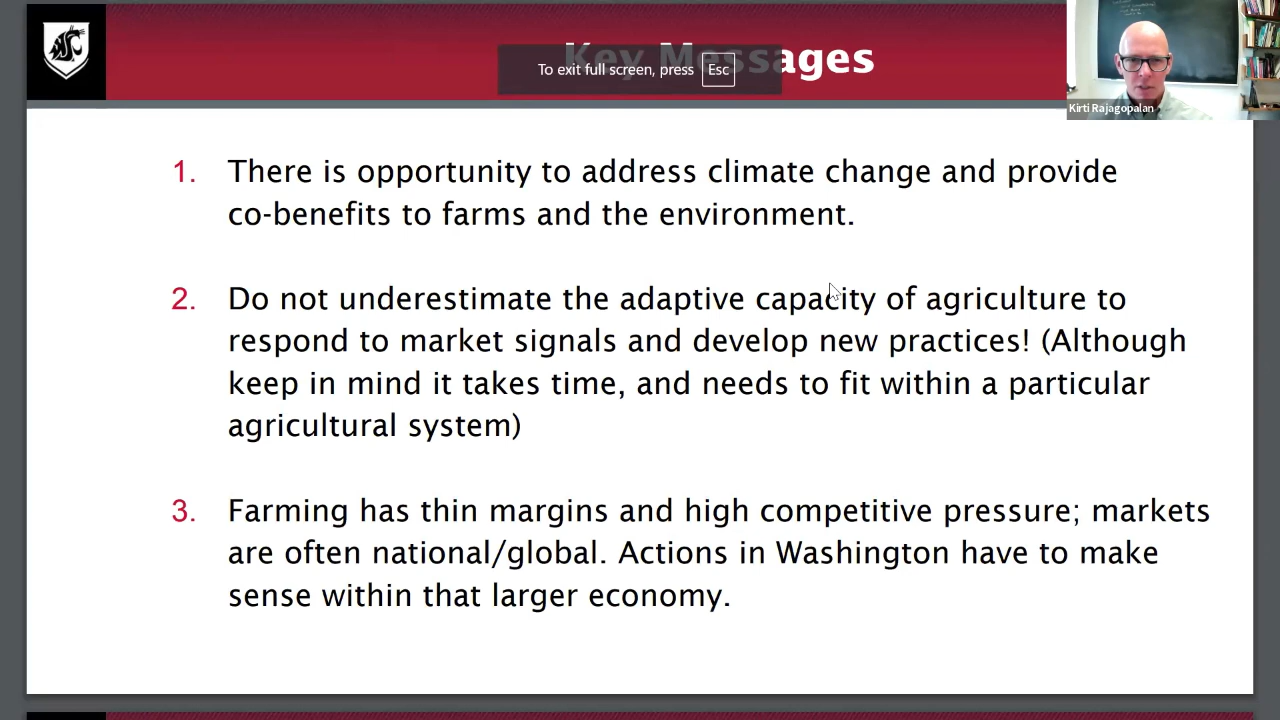 Key Messages
To exit full screen, press Esc
Kirti Rajagopalan
1. There is opportunity to address climate change and provide
co-benefits to farms and the environment.
2. Do not underestimate the adaptive capacity of agriculture to
respond to market signals and develop new practices! (Although
keep in mind it takes time, and needs to fit within a particular
agricultural system)
3. Farming has thin margins and high competitive pressure; markets
are often national/global. Actions in Washington have to make
sense within that larger economy.